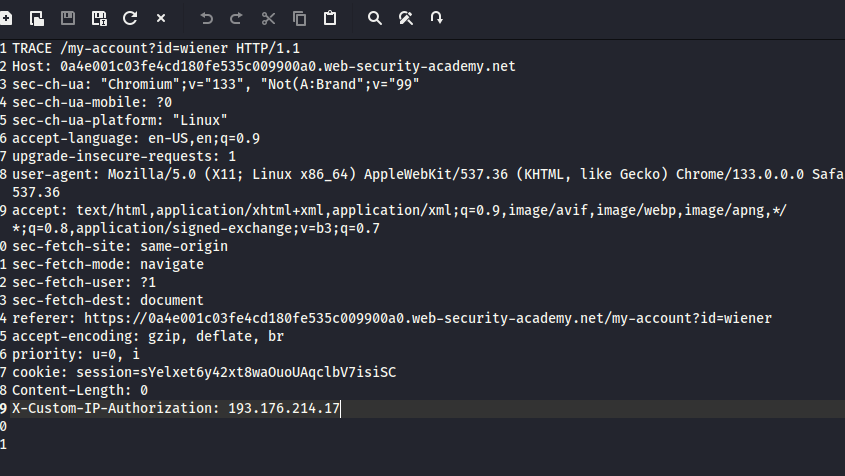 1 TRACE /my-account?id=wiener HTTP/1.1
2 Host: 0a4e001c03fe4cd180fe535c009900a0.web-security-academy.net
3 sec-ch-ua: "Chromium";v="133", "Not(A:Brand";v="99"
4 sec-ch-ua-mobile: ?0
5 sec-ch-ua-platform: "Linux"
6 accept-language: en-US,en;q=0.9
7 upgrade-insecure-requests: 1
8 user-agent: Mozilla/5.0 (X11; Linux x86_64) AppleWebKit/537.36 (KHTML, like Gecko) Chrome/133.0.0.0 Safa
537.36
9 accept: text/html,application/xhtml+xml,application/xml;q=0.9,image/avif,image/webp,image/apng,*/
*;q=0.8,application/signed-exchange;v=b3;q=0.7
0 sec-fetch-site: same-origin
1 sec-fetch-mode: navigate
2 sec-fetch-user: ?1
3 sec-fetch-dest: document
4 referer: https://0a4e001c03fe4cd180fe535c009900a0.web-security-academy.net/my-account?id=wiener
5 accept-encoding: gzip, deflate, br
6 priority: u=0, i
7 cookie: session=sYelxet6y42xt8waOuoUAqclbV7isiSC
8 Content-Length: 0
9 X-Custom-IP-Authorization: 193.176.214.17
0
1